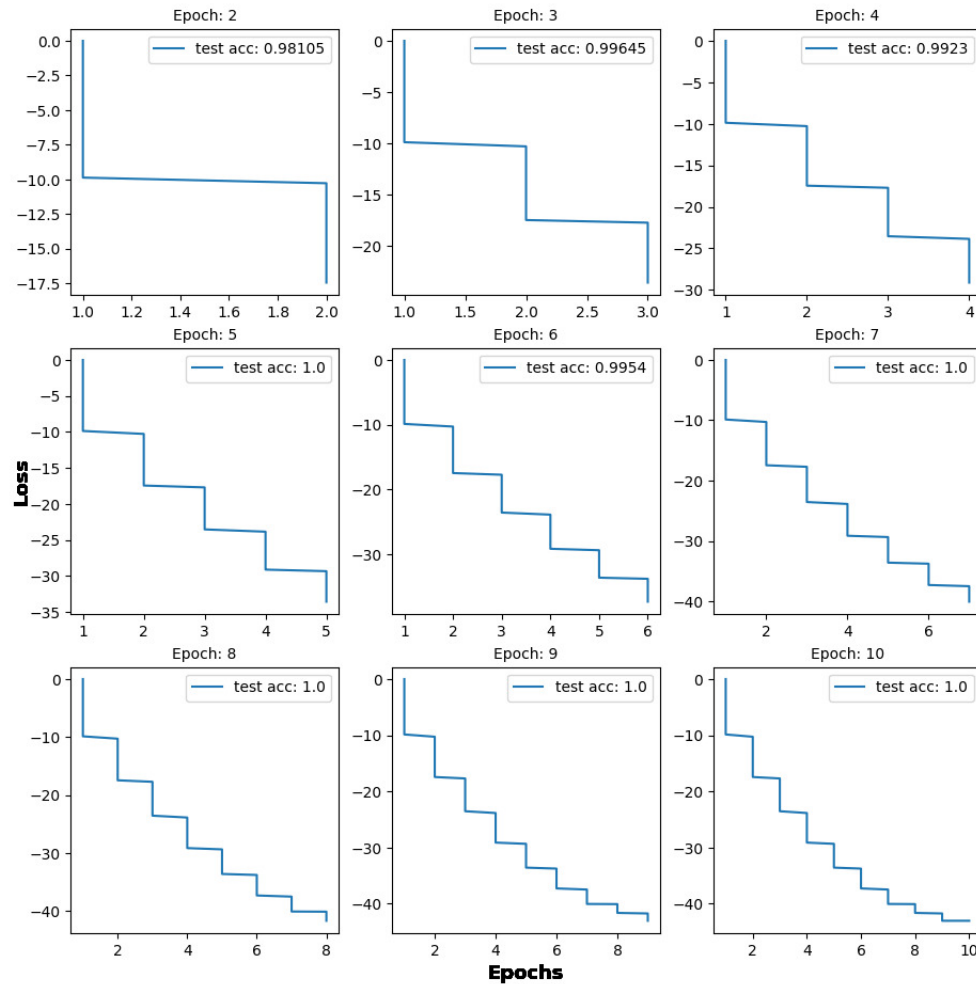 Epoch: 2
test acc: 0.98105
0.0
−2.5
−5.0
−7.5
−10.0
−12.5
−15.0
−17.5
1.0 1.2 1.4 1.6 1.8 2.0
Epoch: 3
test acc: 0.99645
0
−5
−10
−15
−20
1.0 1.5 2.0 2.5 3.0
Epoch: 4
test acc: 0.9923
0
−5
−10
−15
−20
−25
−30
1 2 3 4
Loss
Epoch: 5
test acc: 1.0
0
−5
−10
−15
−20
−25
−30
−35
1 2 3 4 5
Epoch: 6
test acc: 0.9954
0
−10
−20
−30
1 2 3 4 5 6
Epoch: 7
test acc: 1.0
0
−10
−20
−30
−40
2 4 6
Epoch: 8
test acc: 1.0
0
−10
−20
−30
−40
2 4 6 8
Epoch: 9
test acc: 1.0
0
−10
−20
−30
−40
2 4 6 8
Epoch: 10
test acc: 1.0
0
−10
−20
−30
−40
2 4 6 8 10
Epochs